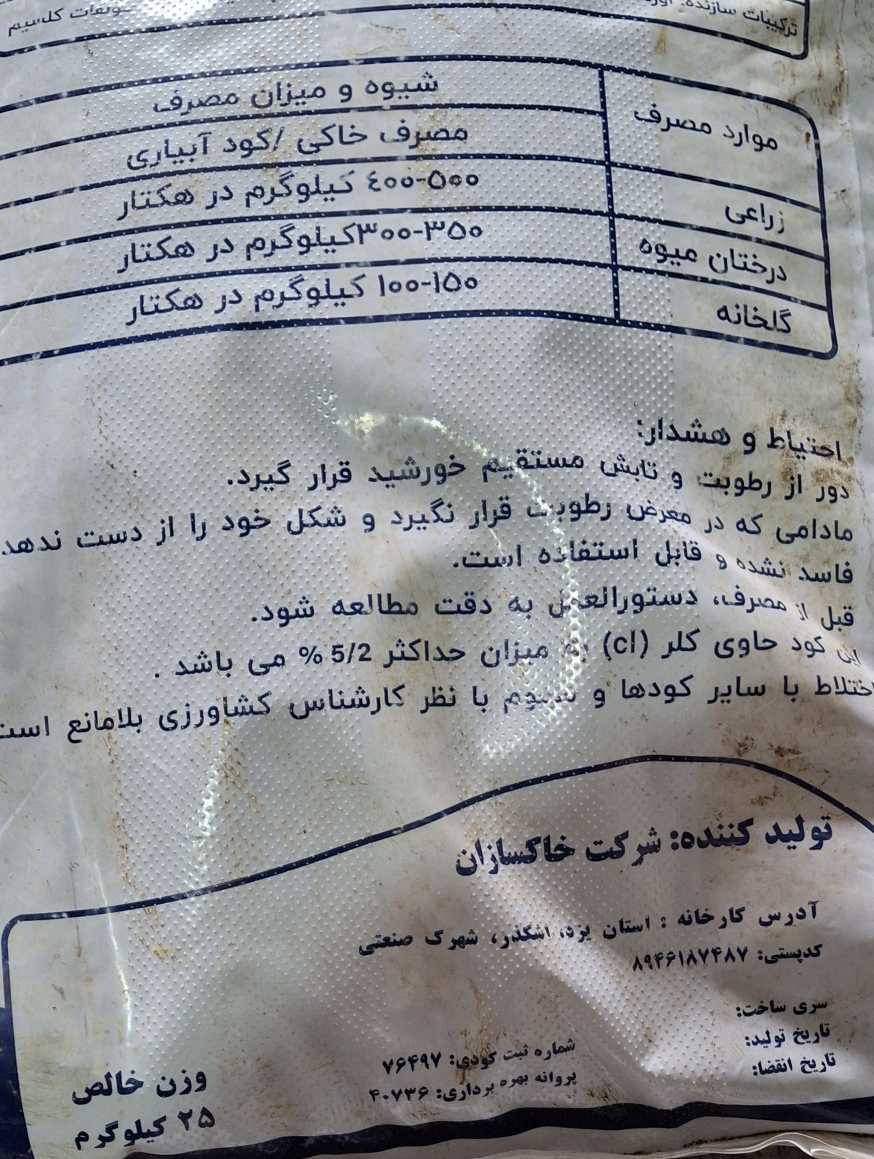 ترکیبات سازنده:
کلسیم
موارد مصرف
شیوه و میزان مصرف
مصرف خاکی /کود آبیاری
زراعی
۴۰۰-۵۰۰ کیلوگرم در هکتار
درختان میوه
۳۰۰-۳۵۰کیلوگرم در هکتار
گلخانه
۱۰۰-۱۵۰ کیلوگرم در هکتار
احتیاط و هشدار:
دور از رطوبت و تابش مستقیم خورشید قرار گیرد.
مادامی که در معرض رطوبت قرار نگیرد و شکل خود را از دست ندهد
فاسد نشده و قابل استفاده است.
قبل از مصرف، دستورالعمل به دقت مطالعه شود.
این کود حاوی کلر (cl) به میزان حداکثر 5/2 % می باشد .
اختلاط با سایر کودها و سموم با نظر کارشناس کشاورزی بلامانع است
تولید کننده: شرکت خاکسازان
آدرس کارخانه : استان یزد، اشکذر، شهرک صنعتی
کدپستی: ۸۹۴۶۱۸۷۴۸۷
سری ساخت:
تاریخ تولید:
تاریخ انقضا:
شماره ثبت کودی: ۷۶۴۹۷
پروانه بهره برداری: ۴۰۷۳۶
وزن خالص
۲۵ کیلوگرم